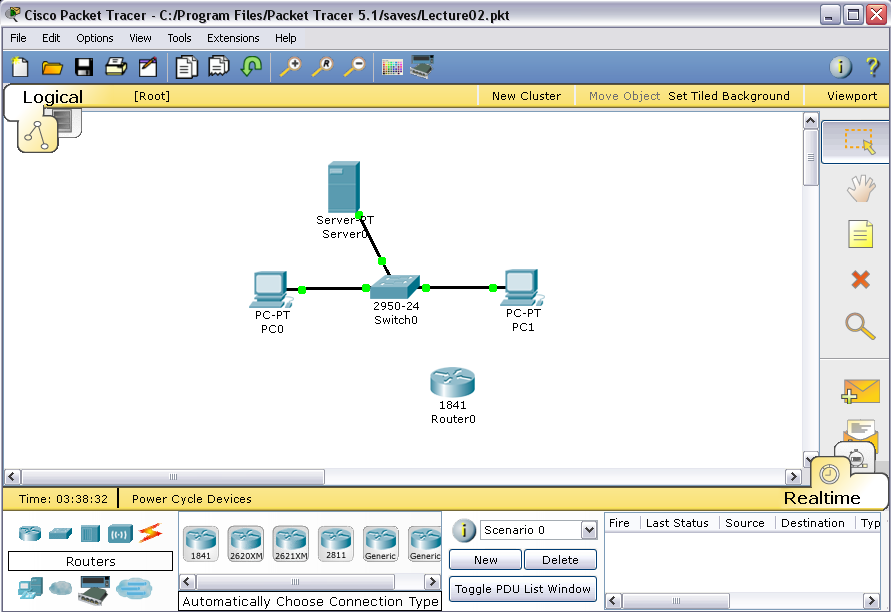 Cisco Packet Tracer - C:/Program Files/Packet Tracer 5.1/saves/Lecture02.pkt
File Edit Options View Tools Extensions Help
Logical [Root] New Cluster Move Object Set Tiled Background Viewport
Server-PT
Server0
PC-PT
PC0
2950-24
Switch0
PC-PT
PC1
1841
Router0
Time: 03:38:32 Power Cycle Devices
Realtime
Routers
1841 2620XM 2621XM 2811 Generic Generic
Automatically Choose Connection Type
Scenario 0
New Delete
Toggle PDU List Window
Fire Last Status Source Destination Typ